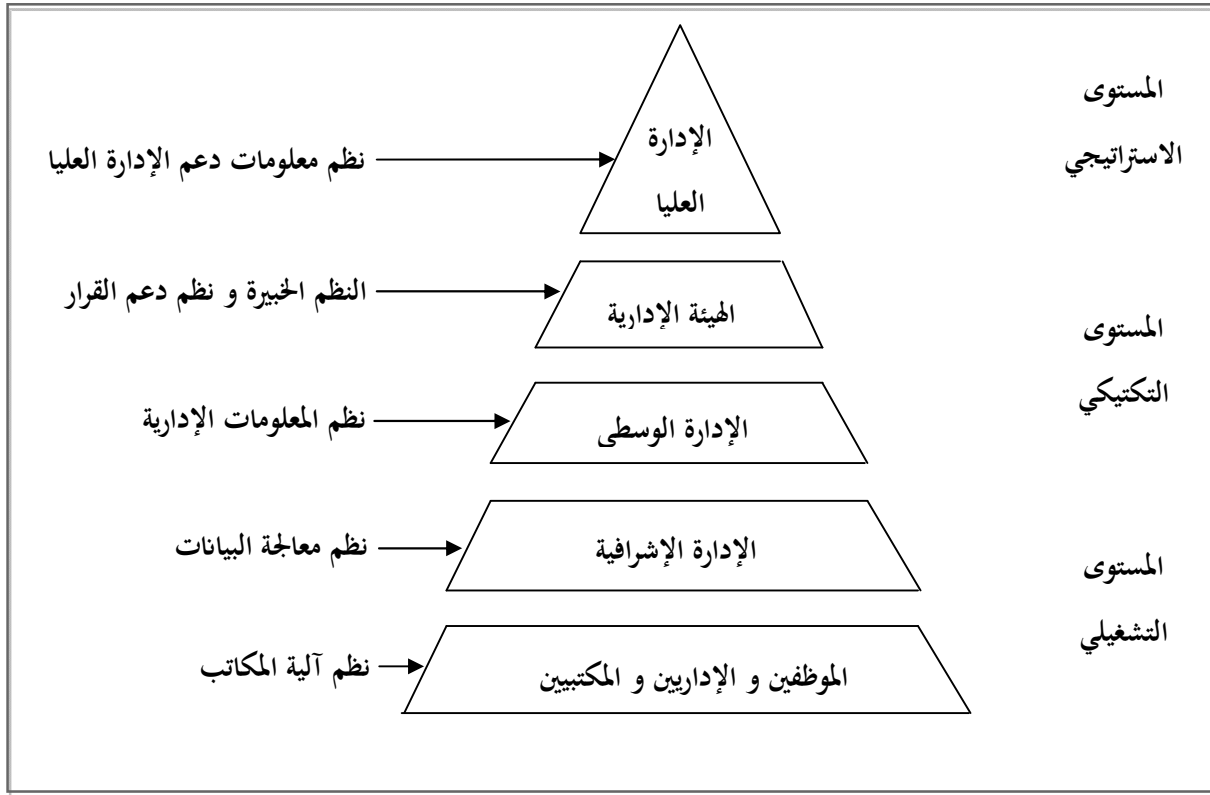 المستوى
الاستراتيجي
الإدارة
العليا
نظم معلومات دعم الإدارة العليا
المستوى
التكتيكي
الهيئة الإدارية
النظم الخبيرة و نظم دعم القرار
الإدارة الوسطى
نظم المعلومات الإدارية
المستوى
التشغيلي
الإدارة الإشرافية
نظم معالجة البيانات
الموظفين و الإداريين و المكتبيين
نظم آلية المكاتب